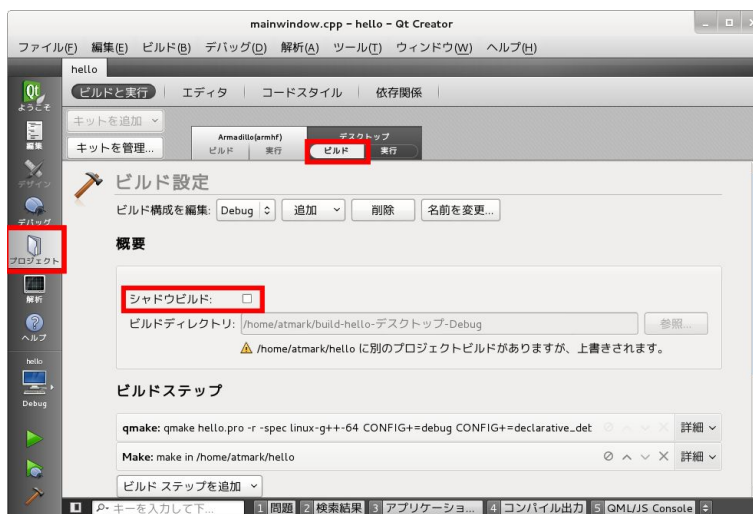 mainwindow.cpp - hello - Qt Creator
ファイル(F) 編集(E) ビルド(B) デバッグ(D) 解析(A) ツール(T) ウィンドウ(W) ヘルプ(H)
hello
Qt
ようこそ
ビルドと実行 エディタ コードスタイル 依存関係
編集
キットを追加
キットを管理...
Armadillo(armhf) デスクトップ
ビルド 実行 ビルド 実行
デザイン
デバッグ
プロジェクト
解析
ヘルプ
hello
Debug
ビルド設定
ビルド構成を編集: Debug 追加 削除 名前を変更...
概要
シャドウビルド:
ビルドディレクトリ: /home/atmark/build-hello-デスクトップ-Debug 参照...
/home/atmark/hello に別のプロジェクトビルドがありますが、上書きされます。
ビルドステップ
qmake: qmake hello.pro -r -spec linux-g++-64 CONFIG+=debug CONFIG+=declarative_det 詳細
Make: make in /home/atmark/hello 詳細
ビルド ステップを追加
キーを入力して下... 1 問題 2 検索結果 3 アプリケーショ... 4 コンパイル出力 5 QML/JS Console